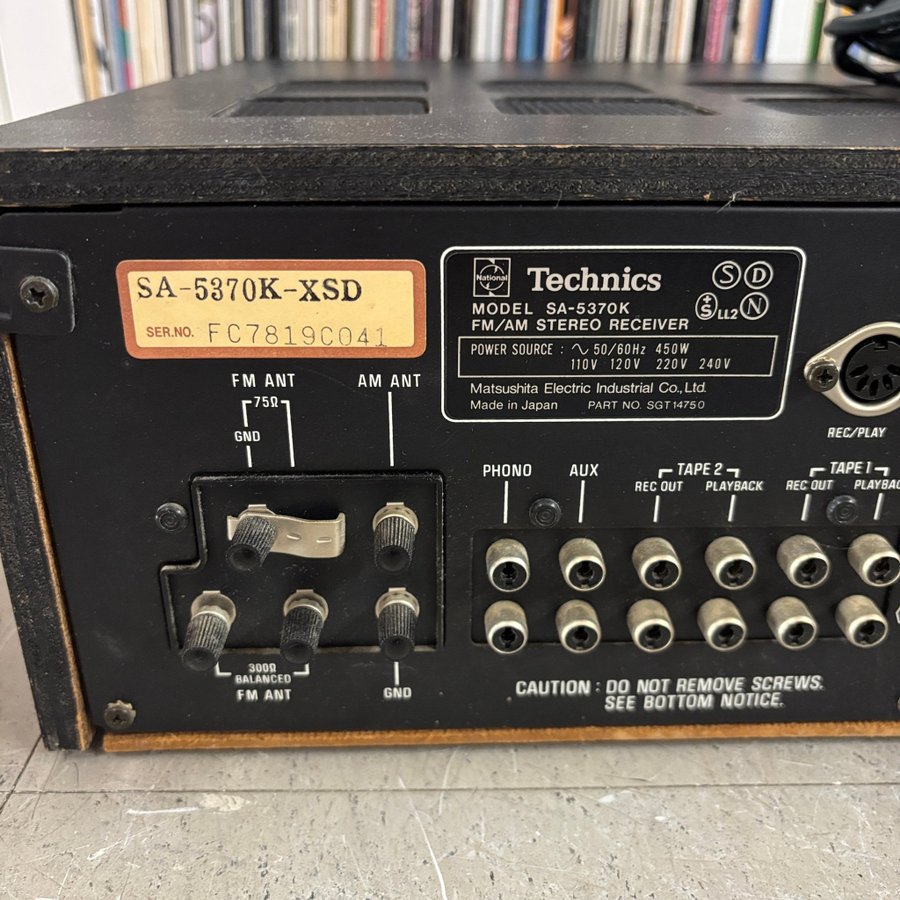 SA-5370K-XSD
SER.NO. FC7819C041
National Technics S D
S LL2 N
MODEL SA-5370K
FM/AM STEREO RECEIVER
POWER SOURCE : 50/60Hz 450W
110V 120V 220V 240V
Matsushita Electric Industrial Co., Ltd.
Made in Japan PART NO. SGT14750
REC/PLAY
FM ANT AM ANT
75Ω
GND
PHONO AUX TAPE 2 TAPE 1
REC OUT PLAYBACK REC OUT PLAYBAC
300Ω
BALANCED
FM ANT GND
CAUTION : DO NOT REMOVE SCREWS.
SEE BOTTOM NOTICE.